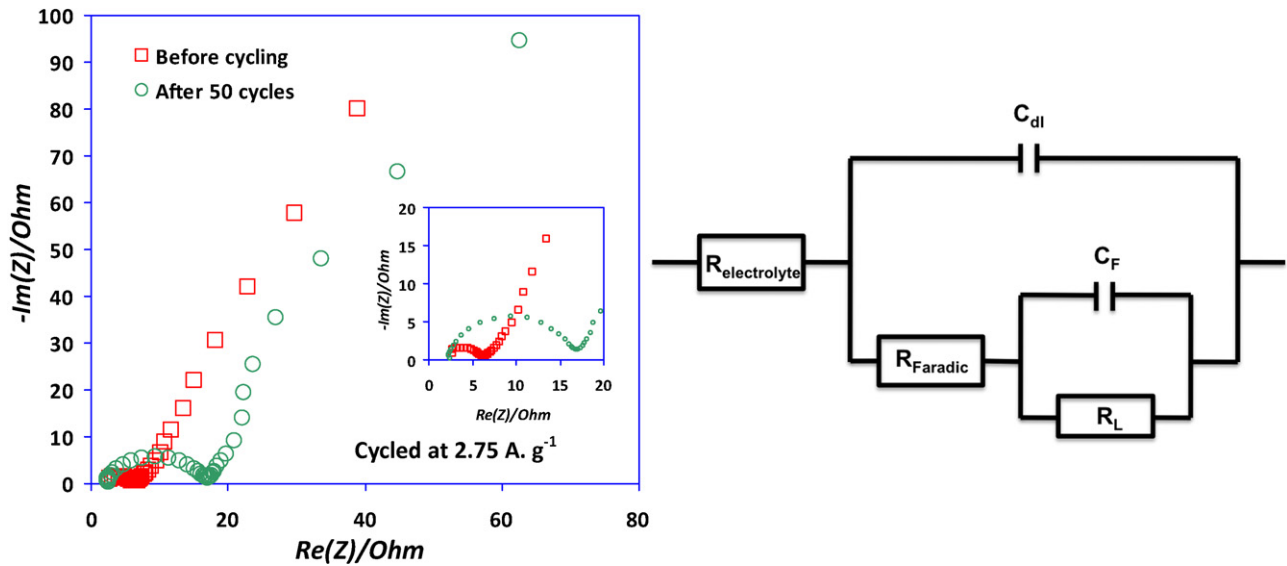 100
90
80
70
60
50
40
30
20
10
0
-Im(Z)/Ohm
Before cycling
After 50 cycles
20
15
10
5
0
-Im(Z)/Ohm
0
5
10
15
20
Re(Z)/Ohm
Cycled at 2.75 A. g-1
0
20
40
60
80
Re(Z)/Ohm
Cdl
Relectrolyte
CF
RFaradic
RL